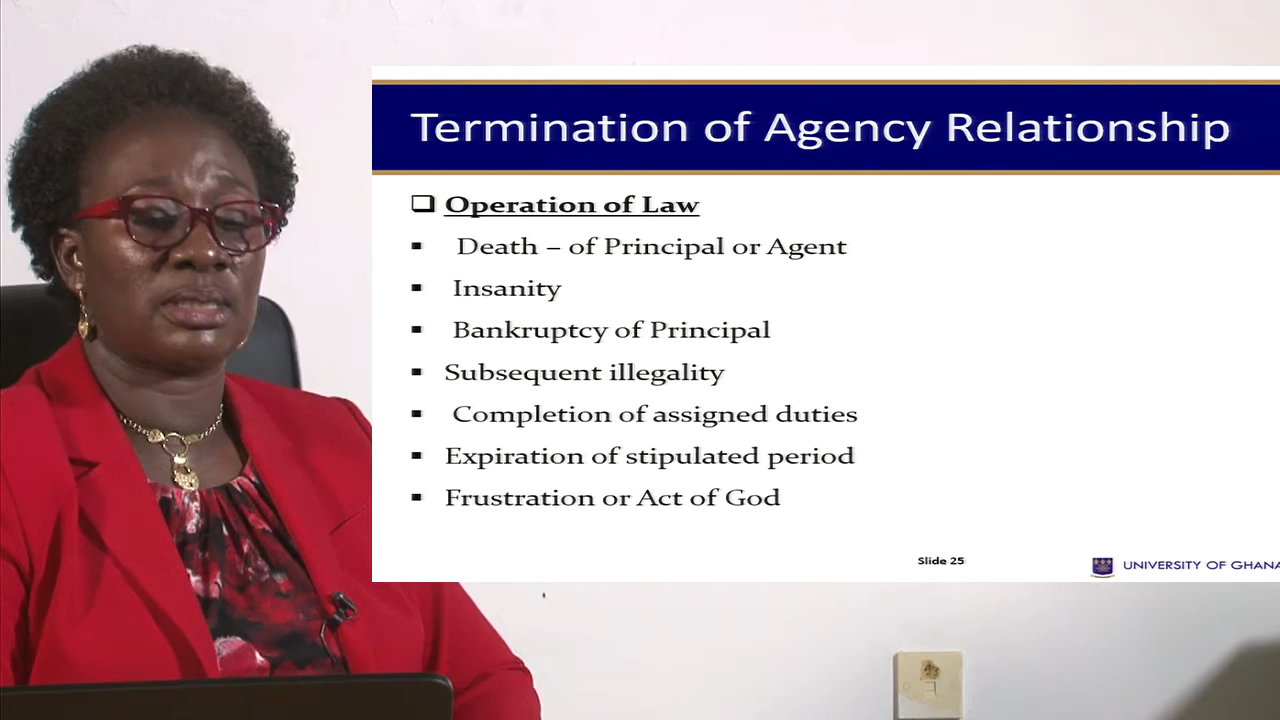 Termination of Agency Relationship
❑ Operation of Law
▪ Death – of Principal or Agent
▪ Insanity
▪ Bankruptcy of Principal
▪ Subsequent illegality
▪ Completion of assigned duties
▪ Expiration of stipulated period
▪ Frustration or Act of God
Slide 25
UNIVERSITY OF GHANA